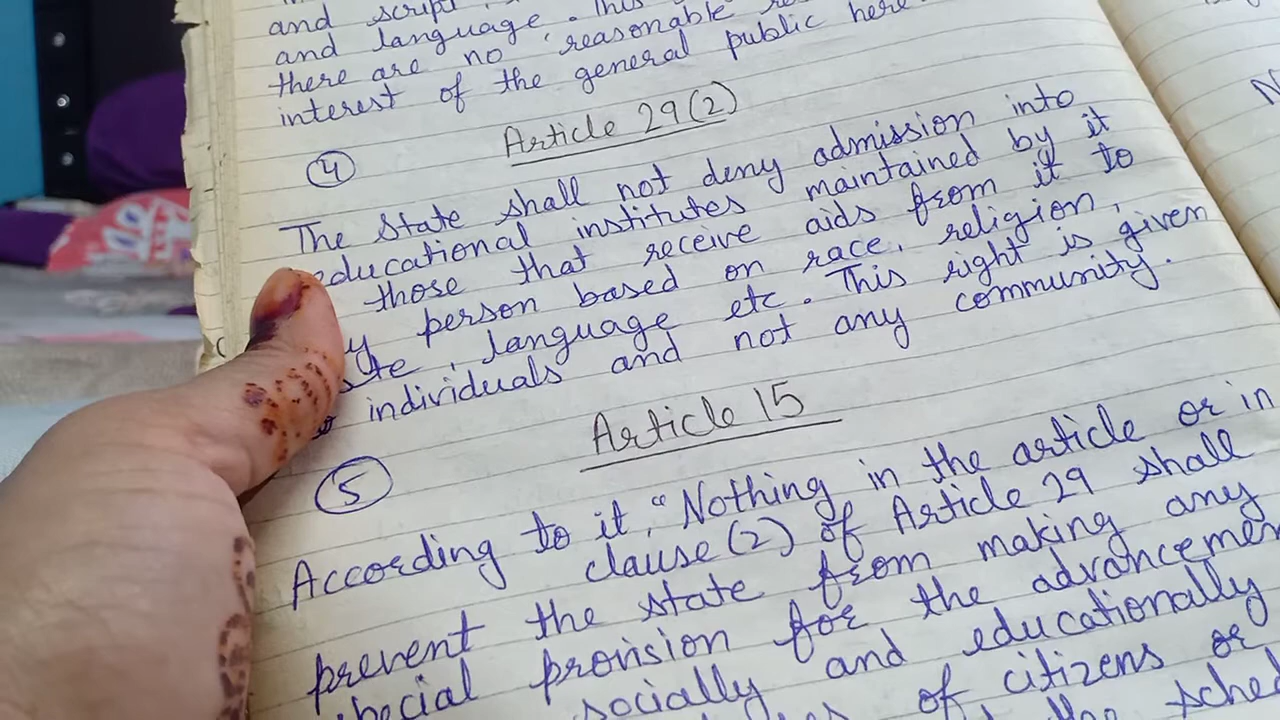 and script
and language. This
there are no reasonable
interest of the general public here
Article 29(2)
④
The State shall not deny admission into
educational institutes maintained by it
those that receive aids from it to
person based on race, religion,
language etc. This right is given
individuals and not any community.
Article 15
⑤
According to it, "Nothing in the article or in
clause (2) of Article 29 shall
prevent the state from making any
provision for the advancemen
socially and educationally
of citizens or
sched